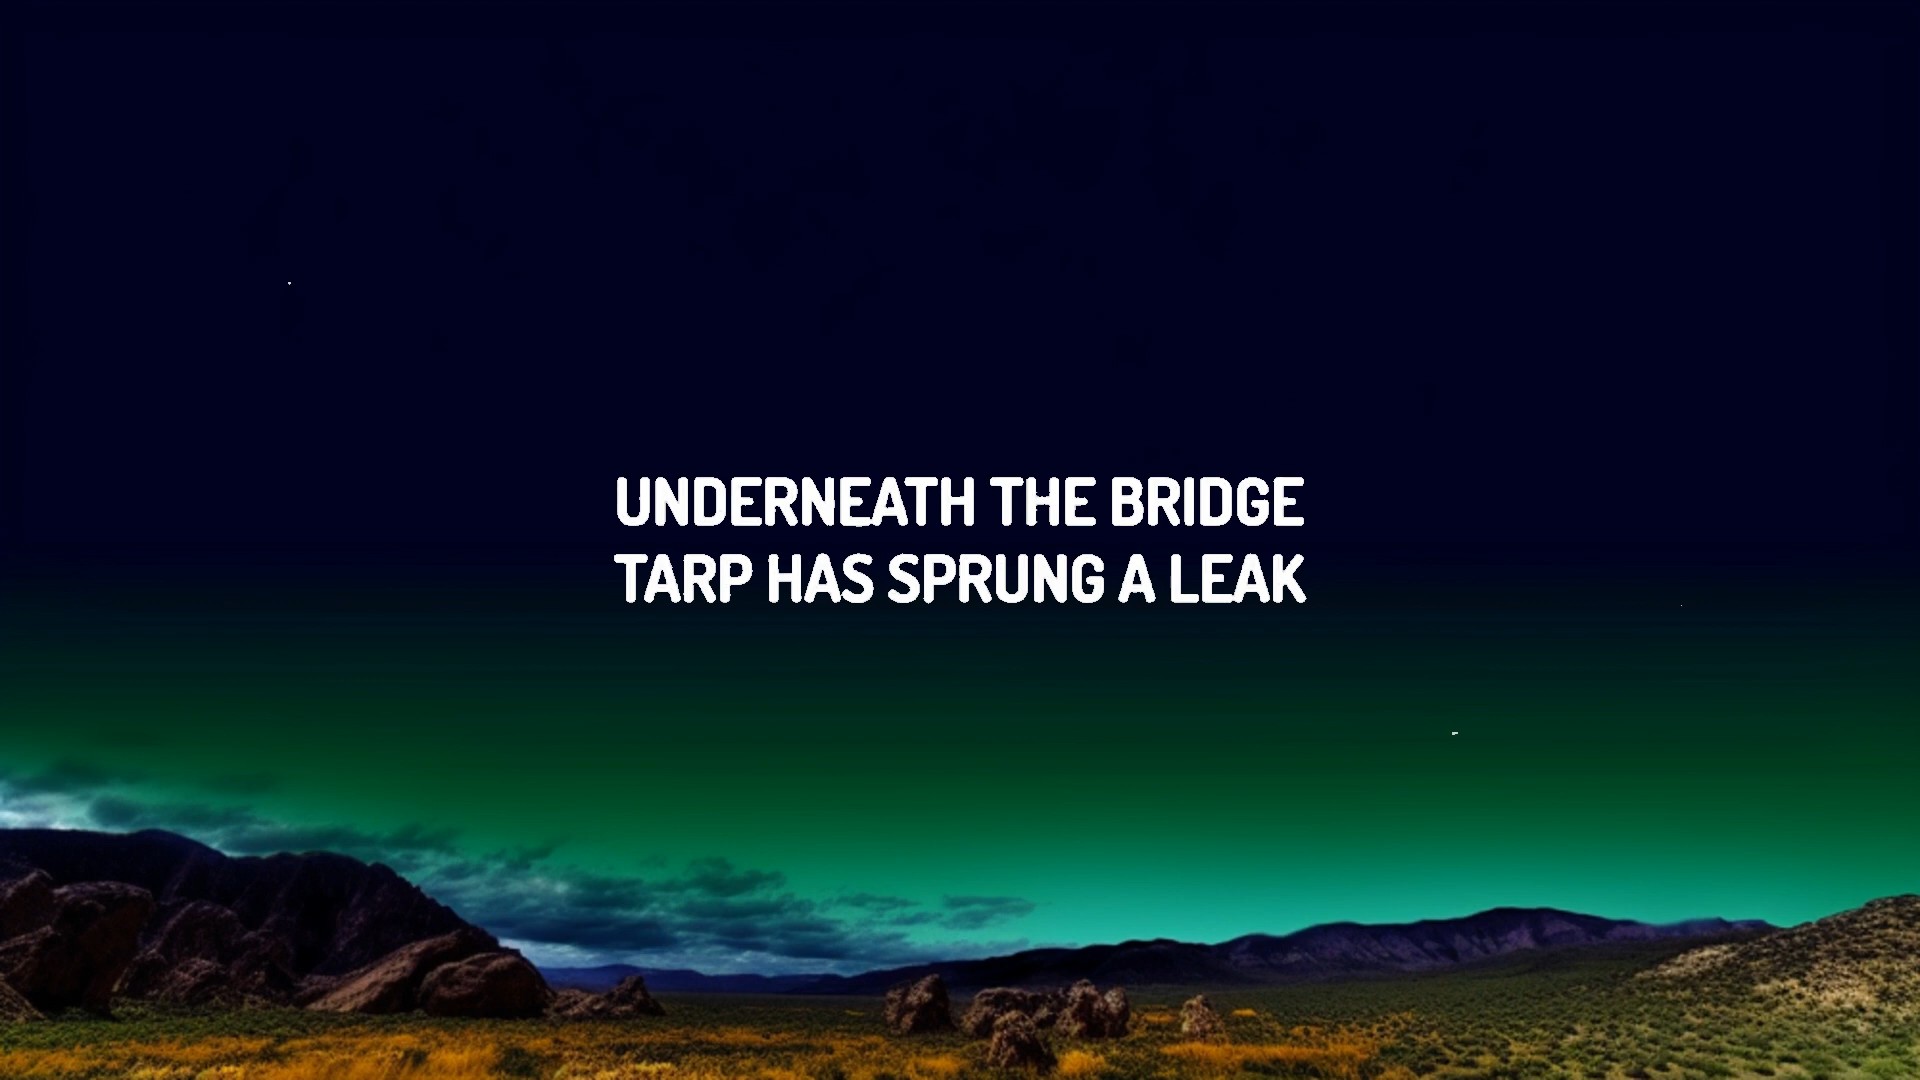 UNDERNEATH THE BRIDGE
TARP HAS SPRUNG A LEAK